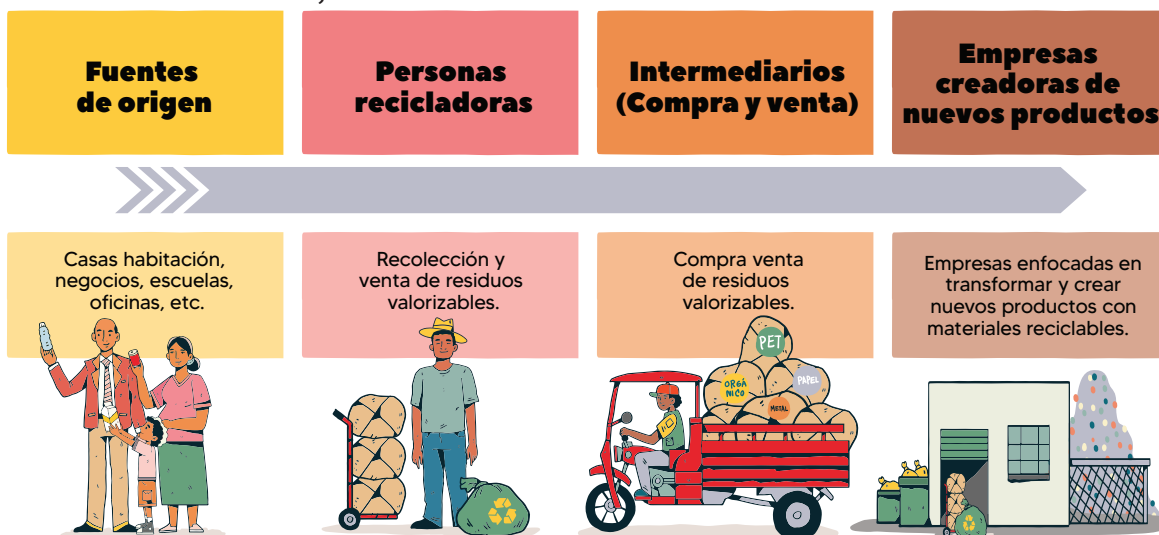 Fuentes
de origen
Personas
recicladoras
Intermediarios
(Compra y venta)
Empresas
creadoras de
nuevos productos
Casas habitación,
negocios, escuelas,
oficinas, etc.
Recolección y
venta de residuos
valorizables.
Compra venta
de residuos
valorizables.
Empresas enfocadas en
transformar y crear
nuevos productos con
materiales reciclables.
PET
ORGÁ
NICO
PAPEL
METAL